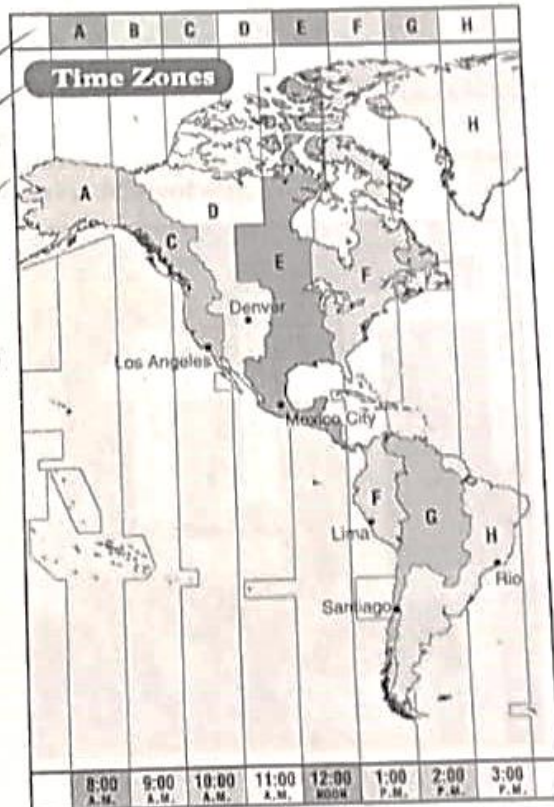 A B C D E F G H
Time Zones
H
A
D
C
E
F
Denver
Los Angeles
Mexico City
F
G
H
Lima
Rio
Santiago
8:00 A.M. 9:00 A.M. 10:00 A.M. 11:00 A.M. 12:00 NOON 1:00 P.M. 2:00 P.M. 3:00 P.M.